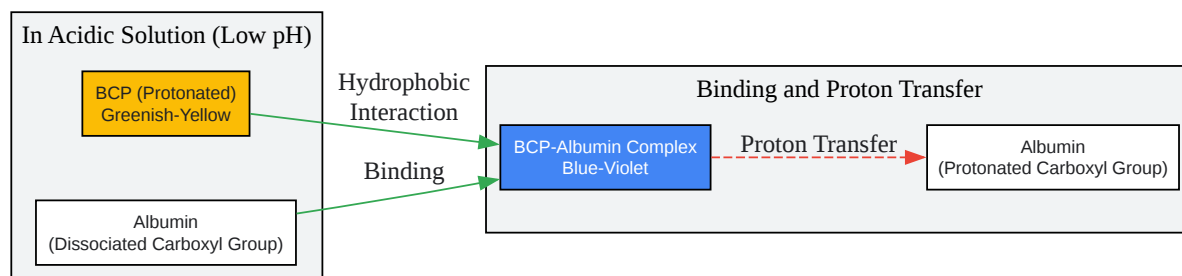 In Acidic Solution (Low pH)
BCP (Protonated)
Greenish-Yellow
Albumin
(Dissociated Carboxyl Group)
Hydrophobic
Interaction
Binding
Binding and Proton Transfer
BCP-Albumin Complex
Blue-Violet
Proton Transfer
Albumin
(Protonated Carboxyl Group)